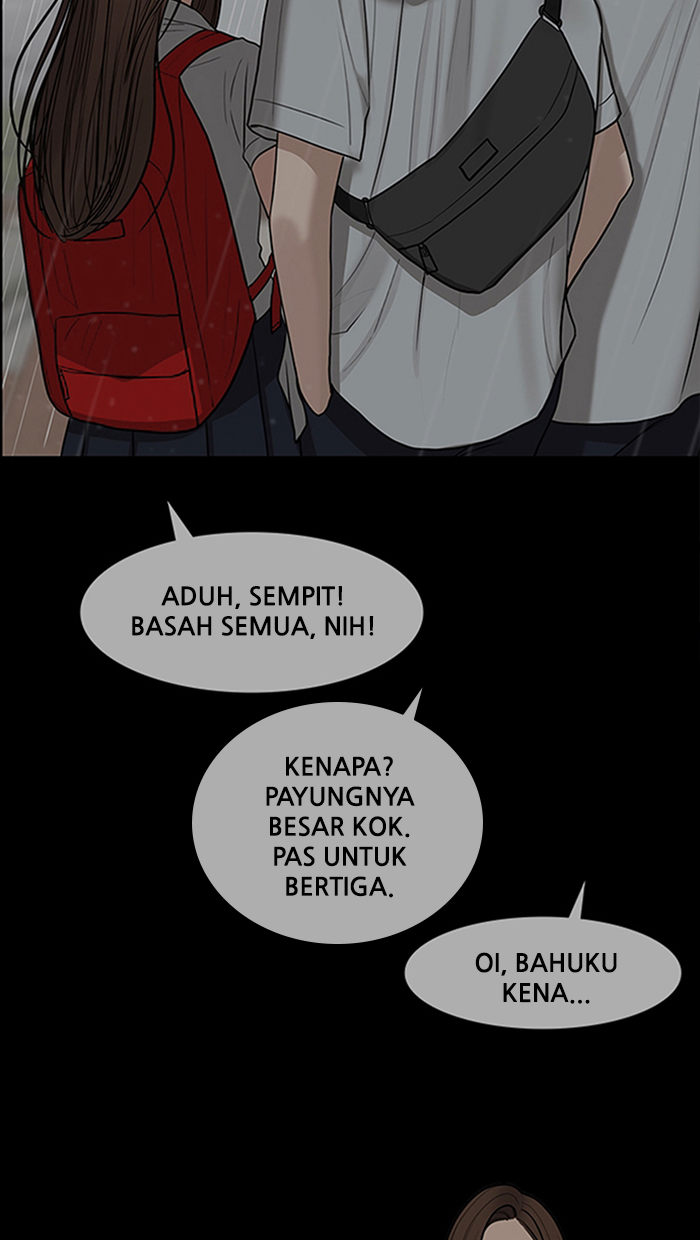 ADUH, SEMPIT!
BASAH SEMUA, NIH!
KENAPA?
PAYUNGNYA
BESAR KOK.
PAS UNTUK
BERTIGA.
OI, BAHUKU
KENA...